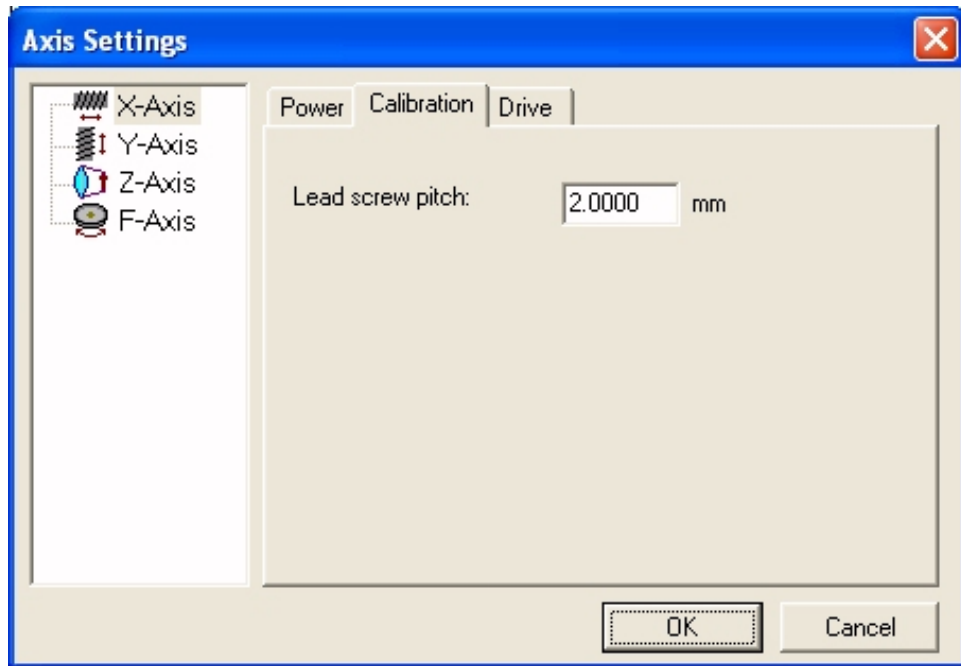 Axis Settings
X-Axis
Y-Axis
Z-Axis
F-Axis
Power Calibration Drive
Lead screw pitch: 2.0000 mm
OK Cancel